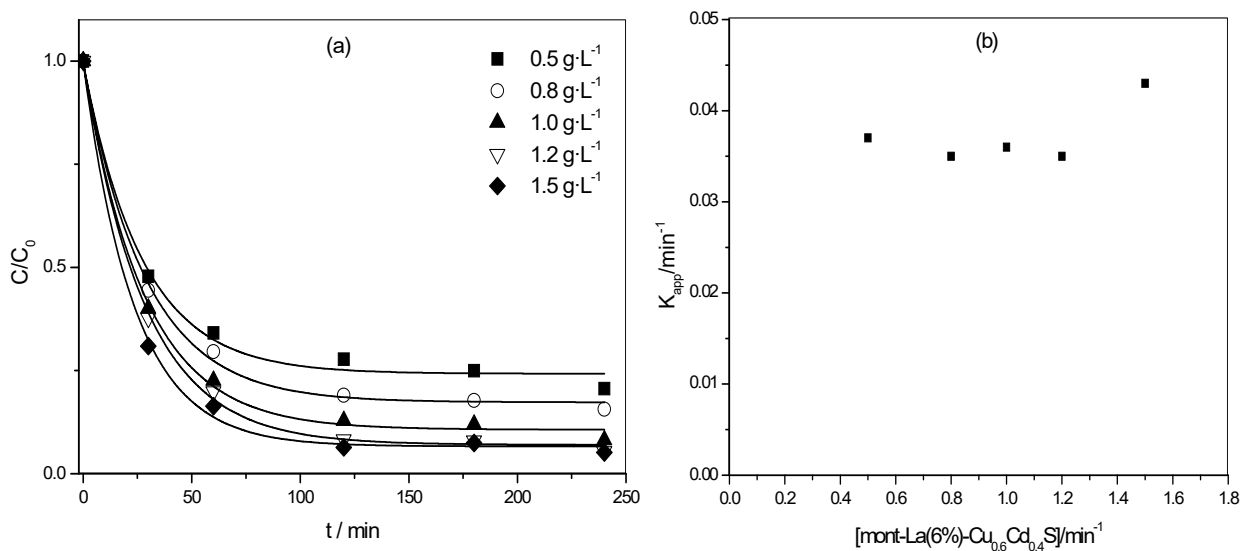 (a)
0.5 g·L⁻¹
0.8 g·L⁻¹
1.0 g·L⁻¹
1.2 g·L⁻¹
1.5 g·L⁻¹
1.0
0.5
0.0
C/C₀
0 50 100 150 200 250
t / min
(b)
0.05
0.04
0.03
0.02
0.01
0.00
K_app/min⁻¹
0.0 0.2 0.4 0.6 0.8 1.0 1.2 1.4 1.6 1.8
[mont-La(6%)-Cu₀.₆Cd₀.₄S]/min⁻¹